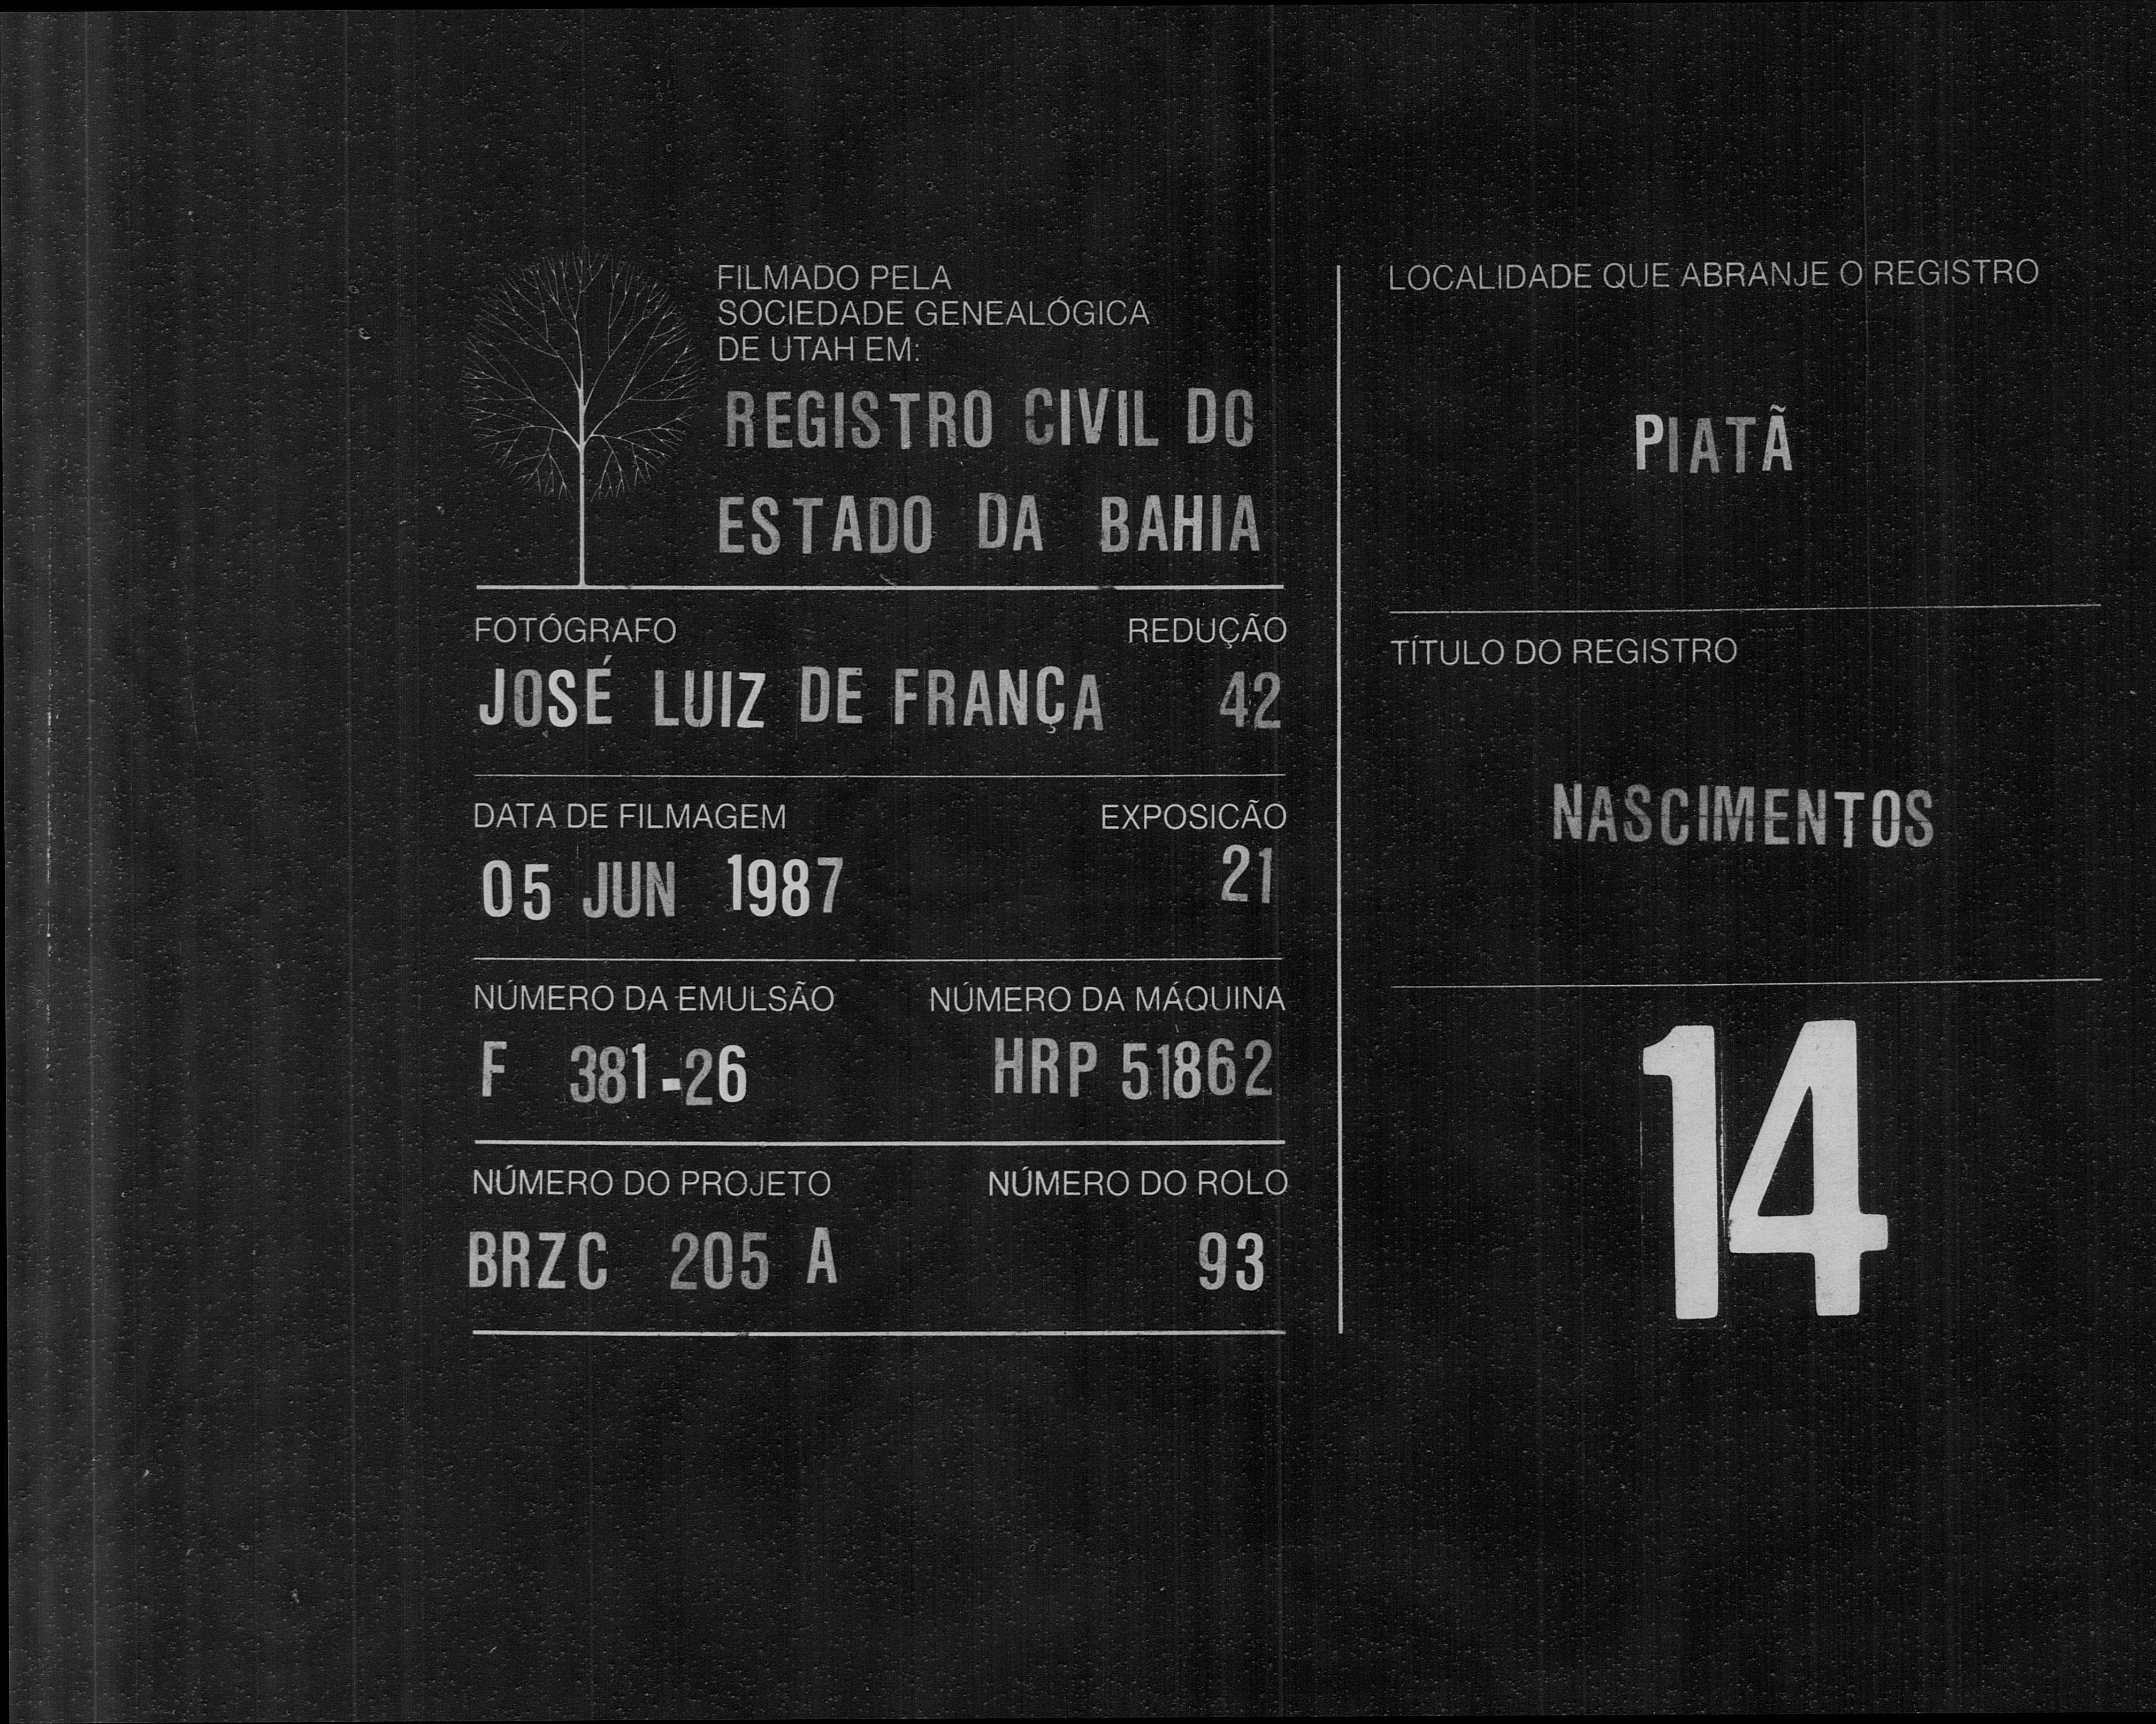 FILMADO PELA
SOCIEDADE GENEALÓGICA
DE UTAH EM:
REGISTRO CIVIL DO
ESTADO DA BAHIA
FOTÓGRAFO REDUÇÃO
JOSÉ LUIZ DE FRANÇA 42
DATA DE FILMAGEM EXPOSICÃO
05 JUN 1987 21
NÚMERO DA EMULSÃO NÚMERO DA MÁQUINA
F 381-26 HRP 51862
NÚMERO DO PROJETO NÚMERO DO ROLO
BRZC 205 A 93
LOCALIDADE QUE ABRANJE O REGISTRO
PIATÃ
TÍTULO DO REGISTRO
NASCIMENTOS
14